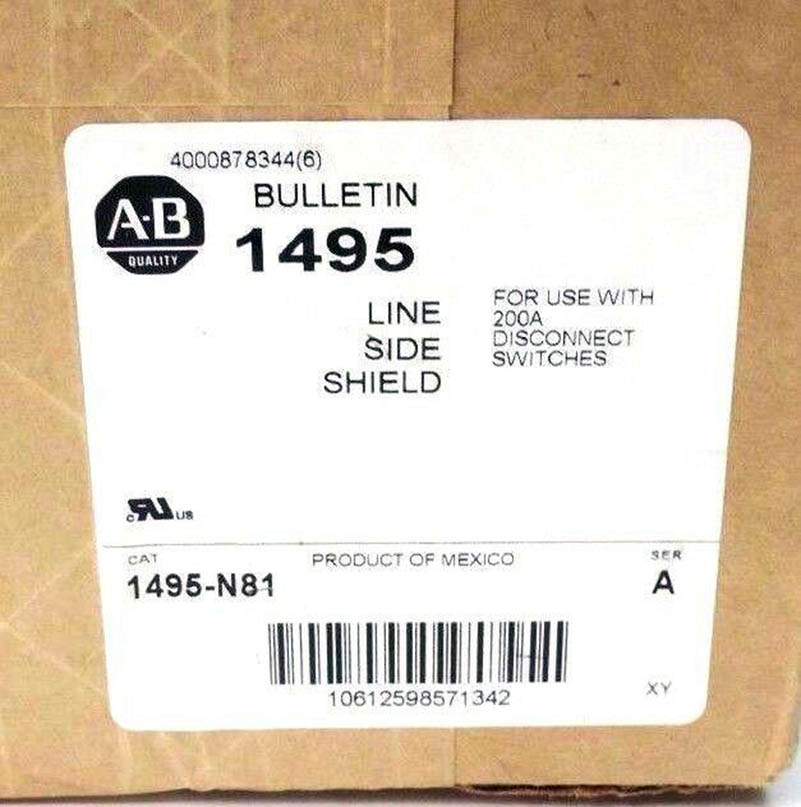 4000878344(6)
A-B
QUALITY
BULLETIN
1495
LINE
SIDE
SHIELD
FOR USE WITH
200A
DISCONNECT
SWITCHES
c RU US
CAT
1495-N81
PRODUCT OF MEXICO
SER
A
10612598571342
XY